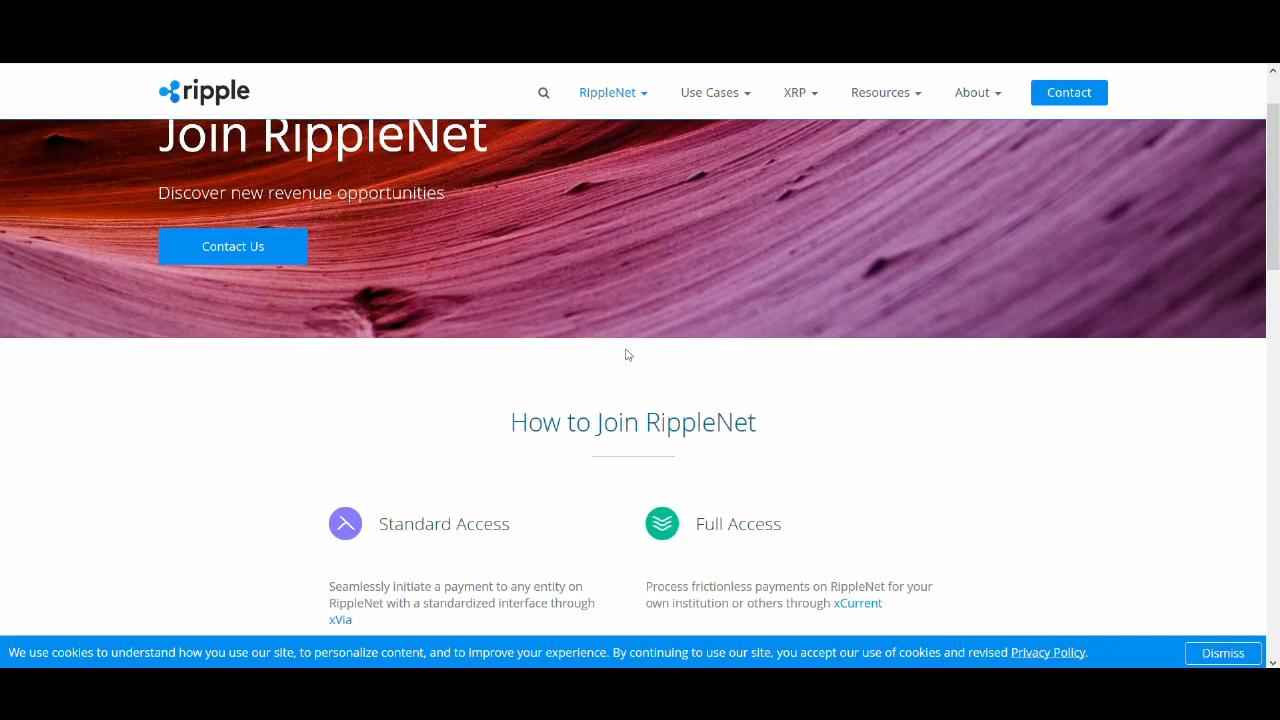 ripple
RippleNet
Use Cases
XRP
Resources
About
Contact
Join RippleNet
Discover new revenue opportunities
Contact Us
How to Join RippleNet
Standard Access
Seamlessly initiate a payment to any entity on
RippleNet with a standardized interface through
xVia
Full Access
Process frictionless payments on RippleNet for your
own institution or others through xCurrent
We use cookies to understand how you use our site, to personalize content, and to improve your experience. By continuing to use our site, you accept our use of cookies and revised Privacy Policy.
Dismiss